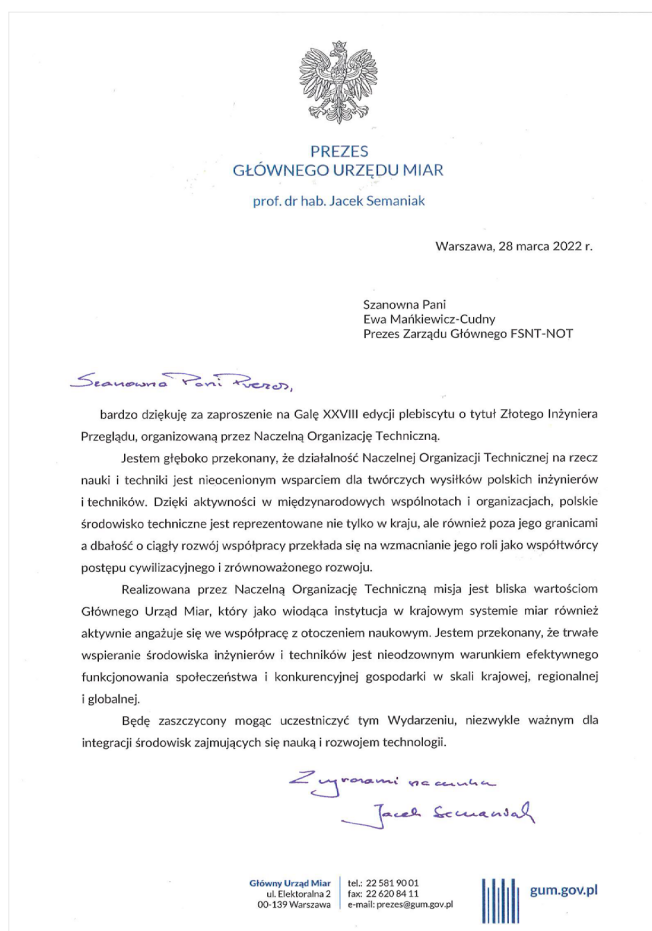 PREZES
GŁÓWNEGO URZĘDU MIAR
prof. dr hab. Jacek Semaniak
Warszawa, 28 marca 2022 r.
Szanowna Pani
Ewa Mańkiewicz-Cudny
Prezes Zarządu Głównego FSNT-NOT
Szanowna Pani Prezes,
bardzo dziękuję za zaproszenie na Galę XXVIII edycji plebiscytu o tytuł Złotego Inżyniera
Przeglądu, organizowaną przez Naczelną Organizację Techniczną.
Jestem głęboko przekonany, że działalność Naczelnej Organizacji Technicznej na rzecz
nauki i techniki jest nieocenionym wsparciem dla twórczych wysiłków polskich inżynierów
i techników. Dzięki aktywności w międzynarodowych wspólnotach i organizacjach, polskie
środowisko techniczne jest reprezentowane nie tylko w kraju, ale również poza jego granicami
a dbałość o ciągły rozwój współpracy przekłada się na wzmacnianie jego roli jako współtwórcy
postępu cywilizacyjnego i zrównoważonego rozwoju.
Realizowana przez Naczelną Organizację Techniczną misja jest bliska wartościom
Głównego Urząd Miar, który jako wiodąca instytucja w krajowym systemie miar również
aktywnie angażuje się we współpracę z otoczeniem naukowym. Jestem przekonany, że trwałe
wspieranie środowiska inżynierów i techników jest nieodzownym warunkiem efektywnego
funkcjonowania społeczeństwa i konkurencyjnej gospodarki w skali krajowej, regionalnej
i globalnej.
Będę zaszczycony mogąc uczestniczyć tym Wydarzeniu, niezwykle ważnym dla
integracji środowisk zajmujących się nauką i rozwojem technologii.
Z wyrazami szacunku
Jacek Semaniak
Główny Urząd Miar
ul. Elektoralna 2
00-139 Warszawa
tel.: 22 581 90 01
fax: 22 620 84 11
e-mail: prezes@gum.gov.pl
gum.gov.pl